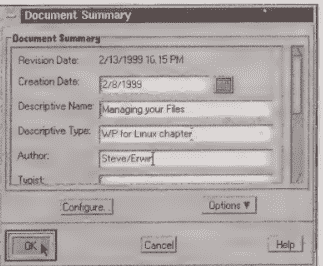 Document Summary
Document Summary
Revision Date: 2/13/1999 10:15 PM
Creation Date: 2/8/1999
Descriptive Name: Managing your Files
Descriptive Type: WP for Linux chapter
Author: Steve/Erwin
Typist:
Configure... Options
OK Cancel Help